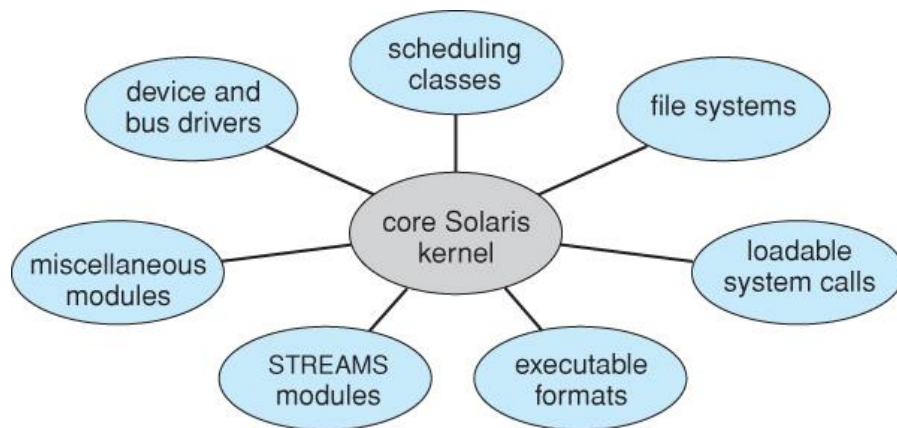 scheduling
classes
device and
bus drivers
file systems
core Solaris
kernel
miscellaneous
modules
loadable
system calls
STREAMS
modules
executable
formats